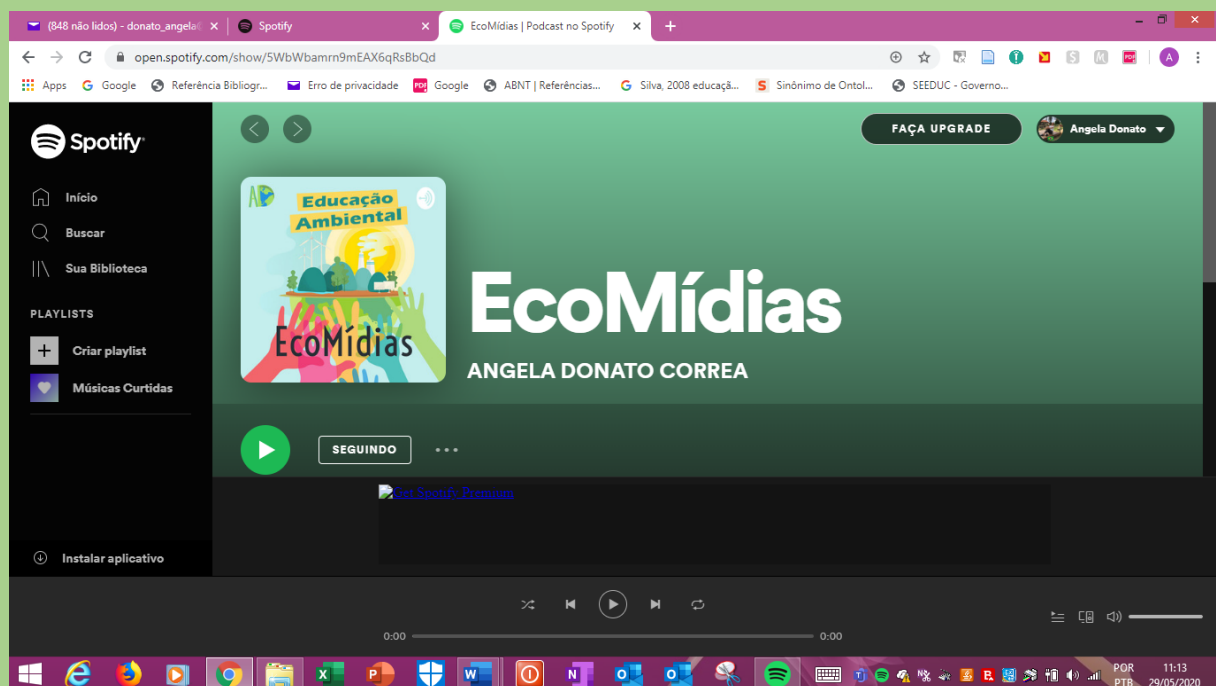 (848 não lidos) - donato_angela
Spotify
EcoMídias | Podcast no Spotify
open.spotify.com/show/5WbWbamrn9mEAX6qRsBbQd
A
Apps
Google
Referência Bibliogr...
Erro de privacidade
Google
ABNT | Referências...
Silva, 2008 educaçã...
Sinônimo de Ontol...
SEEDUC - Governo...
Spotify
FAÇA UPGRADE
Angela Donato
Início
Buscar
Sua Biblioteca
PLAYLISTS
Criar playlist
Músicas Curtidas
Educação
Ambiental
EcoMídias
EcoMídias
ANGELA DONATO CORREA
SEGUINDO
Get Spotify Premium
Instalar aplicativo
0:00
0:00
POR
PTB
11:13
29/05/2020